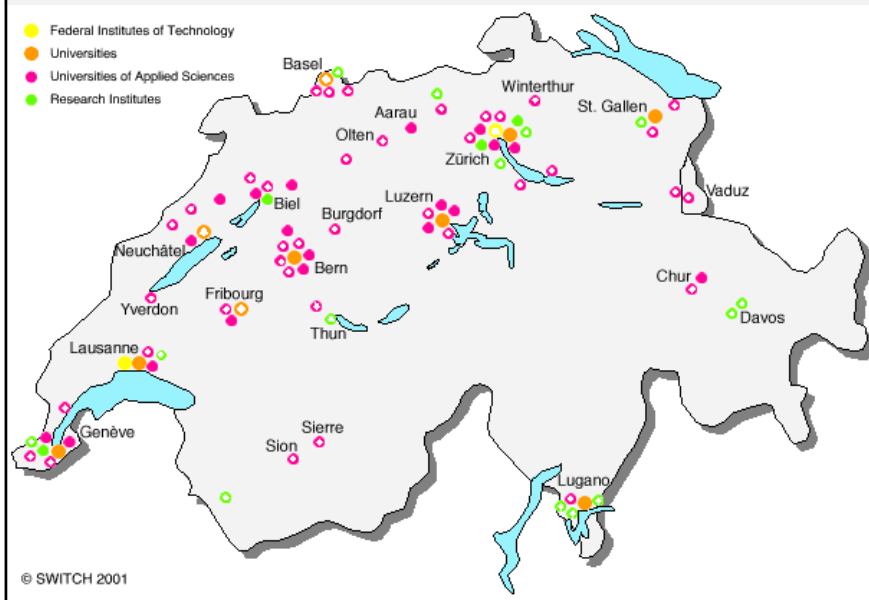 Federal Institutes of Technology
Universities
Universities of Applied Sciences
Research Institutes
Basel
Winterthur
St. Gallen
Aarau
Olten
Zürich
Vaduz
Luzern
Biel
Burgdorf
Neuchâtel
Bern
Chur
Fribourg
Yverdon
Davos
Thun
Lausanne
Genève
Sierre
Sion
Lugano
© SWITCH 2001